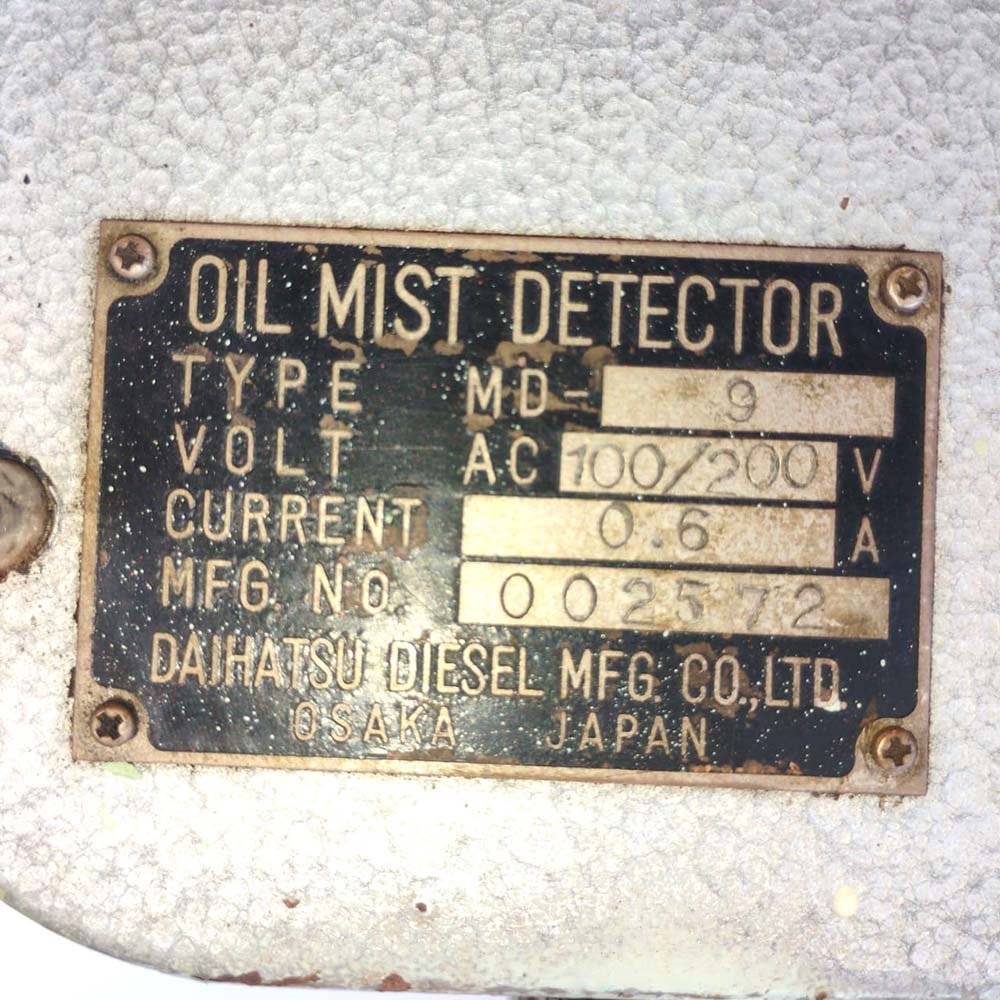 OIL MIST DETECTOR
TYPE MD- 9
VOLT AC 100/200 V
CURRENT 0.6 A
MFG. No. 002572
DAIHATSU DIESEL MFG. CO., LTD.
OSAKA JAPAN